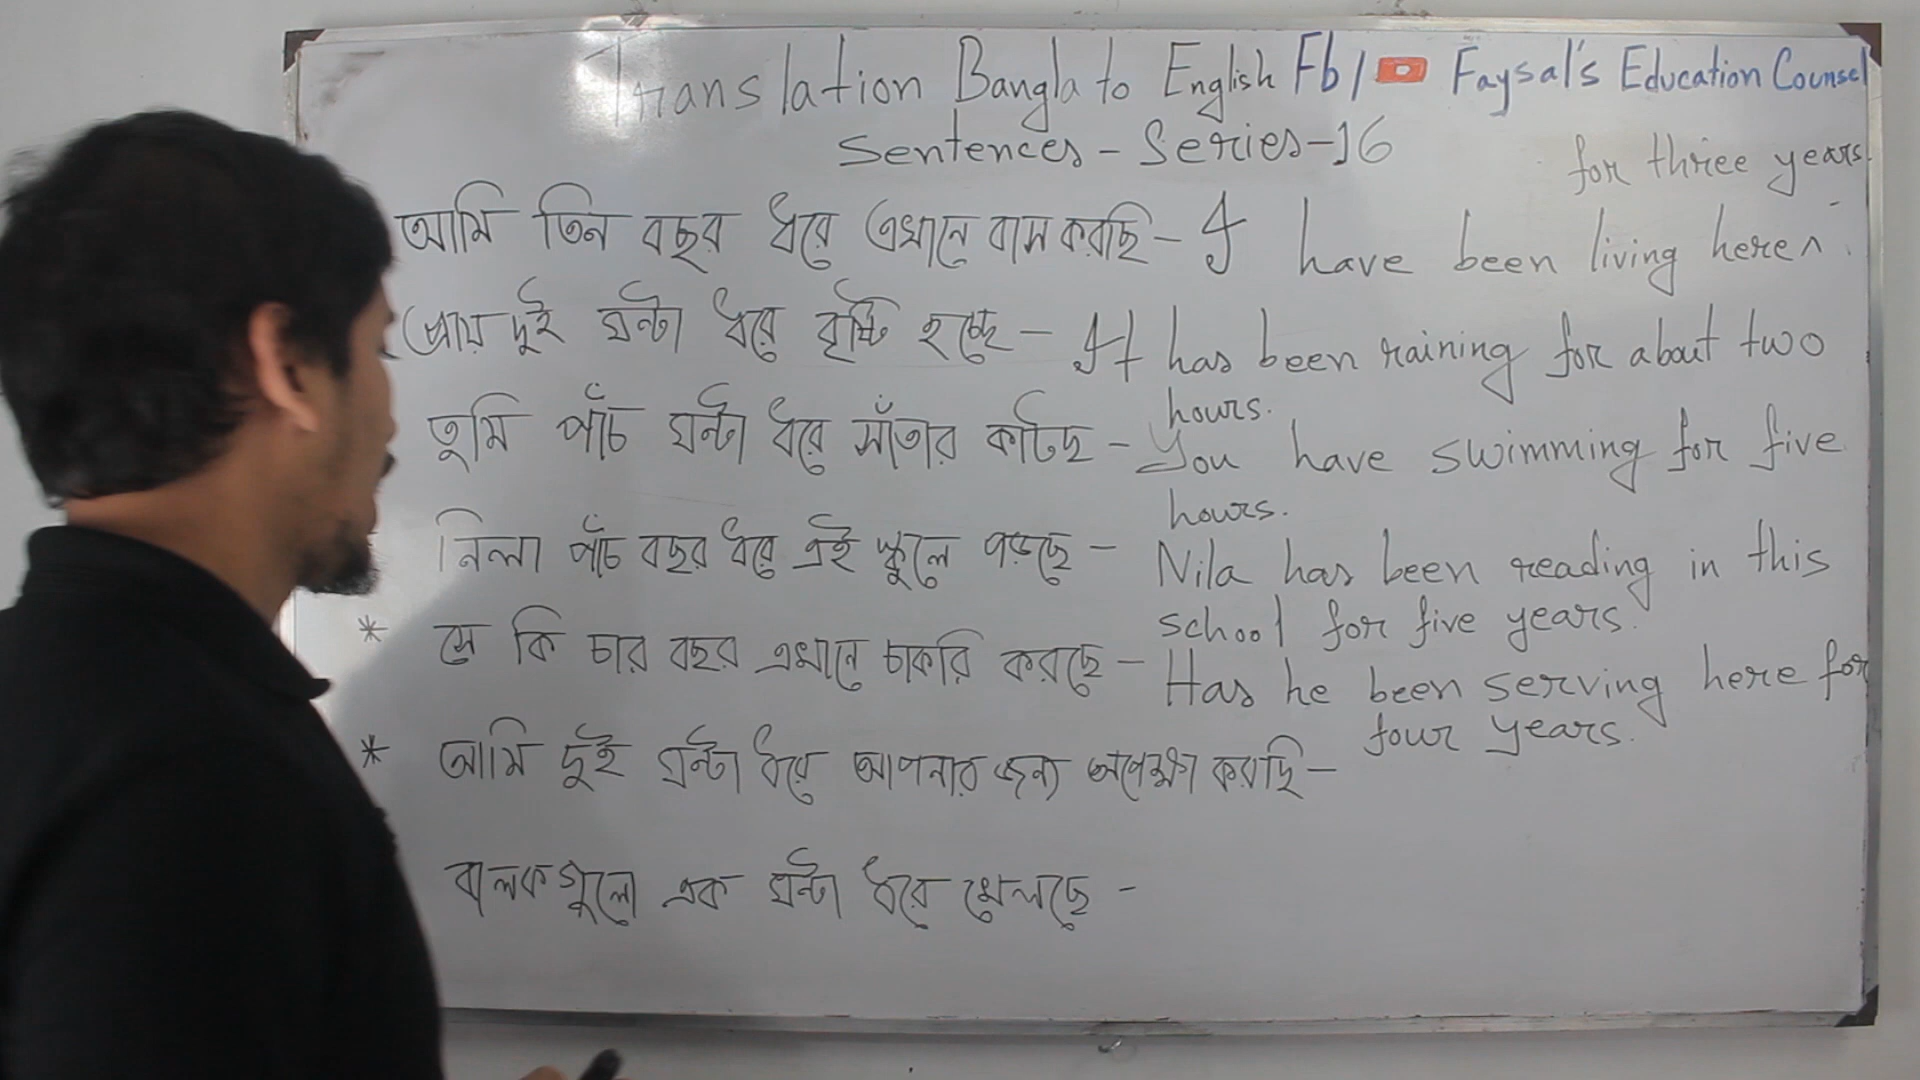 Translation Bangla to English Fb/ Faysal's Education Counsel
Sentences - Series-16
for three years
আমি তিন বছর ধরে এখানে বাস করছি - I have been living here ^.
প্রায় দুই ঘন্টা ধরে বৃষ্টি হচ্ছে - It has been raining for about two
hours.
তুমি পাঁচ ঘন্টা ধরে সাঁতার কাটছ - You have swimming for five
hours.
নিলা পাঁচ বছর ধরে এই স্কুলে পড়ছে - Nila has been reading in this
school for five years.
* সে কি চার বছর এখানে চাকরি করছে - Has he been serving here for
four years.
* আমি দুই ঘন্টা ধরে আপনার জন্য অপেক্ষা করছি -
বালকগুলো এক ঘন্টা ধরে খেলছে -